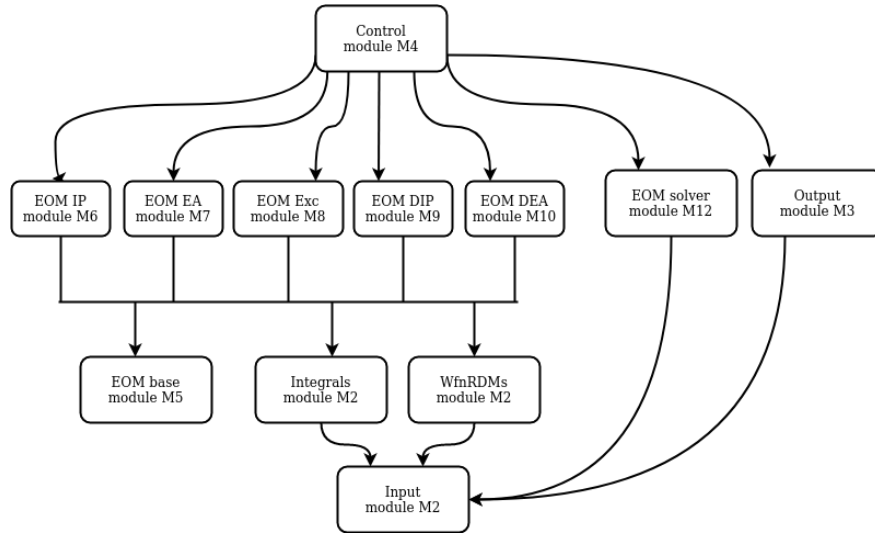 Control
module M4
EOM IP
module M6
EOM EA
module M7
EOM Exc
module M8
EOM DIP
module M9
EOM DEA
module M10
EOM solver
module M12
Output
module M3
EOM base
module M5
Integrals
module M2
WfnRDMs
module M2
Input
module M2